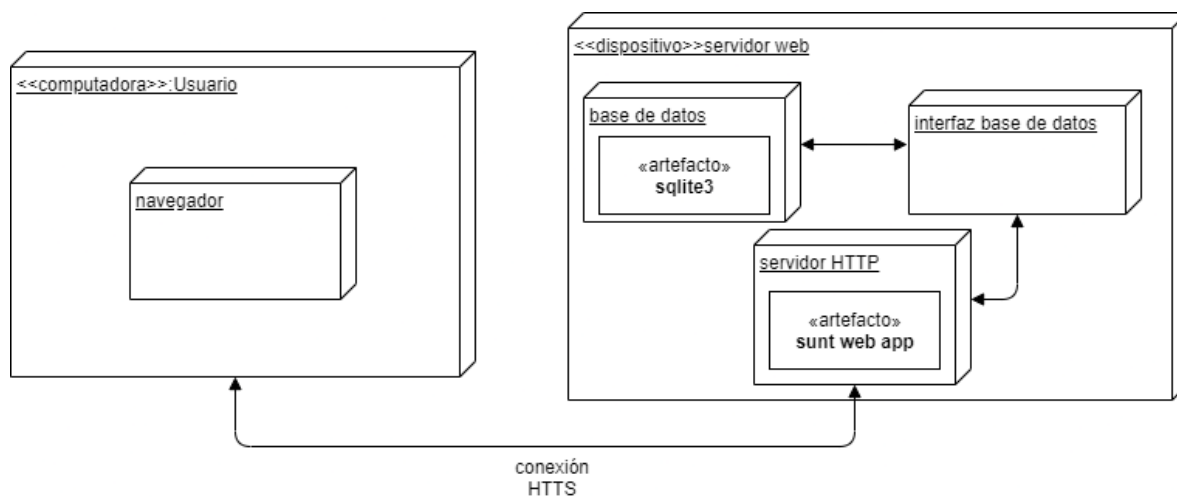 <<computadora>>:Usuario
navegador
<<dispositivo>>servidor web
base de datos
«artefacto»
sqlite3
interfaz base de datos
servidor HTTP
«artefacto»
sunt web app
conexión
HTTS